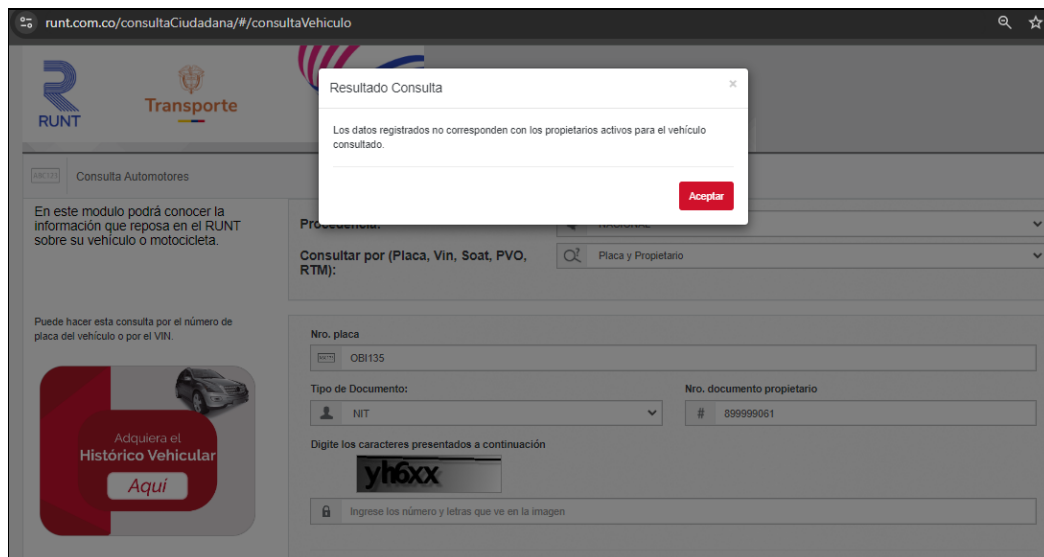 runt.com.co/consultaCiudadana/#/consultaVehiculo
RUNT
Transporte
Resultado Consulta
×
Los datos registrados no corresponden con los propietarios activos para el vehículo
consultado.
Aceptar
ABC123
Consulta Automotores
En este modulo podrá conocer la
información que reposa en el RUNT
sobre su vehículo o motocicleta.
Procedencia:
NACIONAL
Consultar por (Placa, Vin, Soat, PVO,
RTM):
Placa y Propietario
Puede hacer esta consulta por el número de
placa del vehículo o por el VIN.
Adquiera el
Histórico Vehicular
Aquí
Nro. placa
OBI135
Tipo de Documento:
NIT
Nro. documento propietario
#
899999061
Digite los caracteres presentados a continuación
yh6xx
Ingrese los número y letras que ve en la imagen